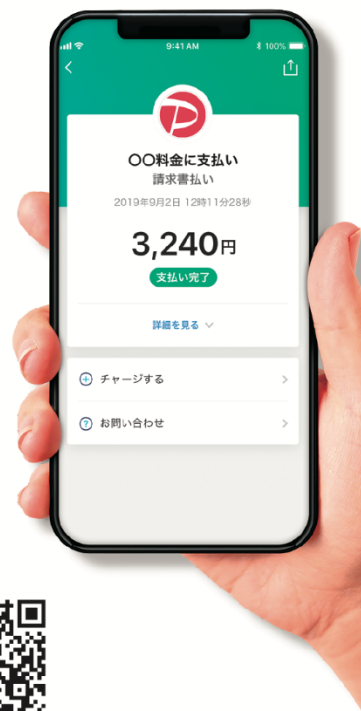 9:41 AM 100%
〇〇料金に支払い
請求書払い
2019年9月2日 12時11分28秒
3,240円
支払い完了
詳細を見る
チャージする
お問い合わせ